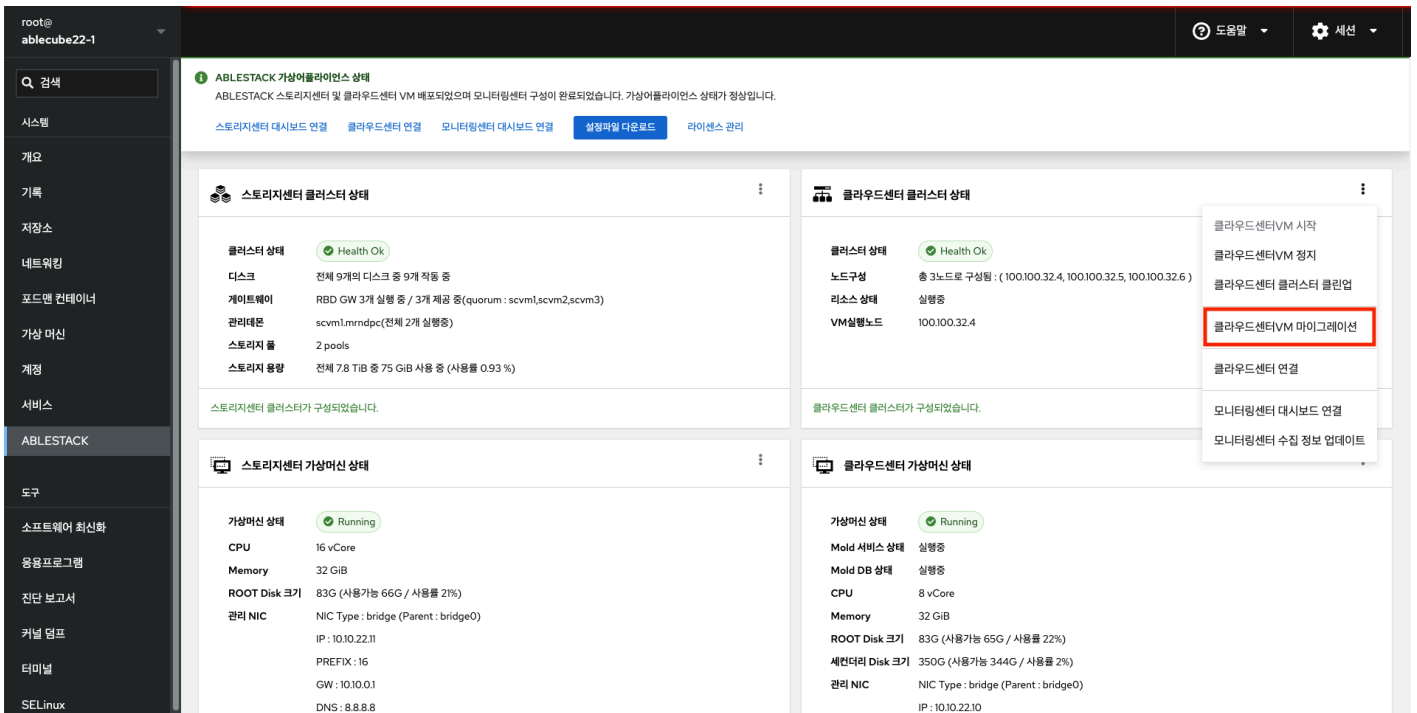 root@
ablecube22-1
도움말
세션
검색
시스템
개요
기록
저장소
네트워킹
포드맨 컨테이너
가상 머신
계정
서비스
ABLESTACK
도구
소프트웨어 최신화
응용프로그램
진단 보고서
커널 덤프
터미널
SELinux
ABLESTACK 가상어플라이언스 상태
ABLESTACK 스토리지센터 및 클라우드센터 VM 배포되었으며 모니터링센터 구성이 완료되었습니다. 가상어플라이언스 상태가 정상입니다.
스토리지센터 대시보드 연결 클라우드센터 연결 모니터링센터 대시보드 연결 설정파일 다운로드 라이센스 관리
스토리지센터 클러스터 상태
클러스터 상태 Health Ok
디스크 전체 9개의 디스크 중 9개 작동 중
게이트웨이 RBD GW 3개 실행 중 / 3개 제공 중(quorum : scvm1,scvm2,scvm3)
관리데몬 scvm1.mrndpc(전체 2개 실행중)
스토리지 풀 2 pools
스토리지 용량 전체 7.8 TiB 중 75 GiB 사용 중 (사용률 0.93 %)
스토리지센터 클러스터가 구성되었습니다.
클라우드센터 클러스터 상태
클러스터 상태 Health Ok
노드구성 총 3노드로 구성됨 : ( 100.100.32.4, 100.100.32.5, 100.100.32.6 )
리소스 상태 실행중
VM실행노드 100.100.32.4
클라우드센터 클러스터가 구성되었습니다.
클라우드센터VM 시작
클라우드센터VM 정지
클라우드센터 클러스터 클린업
클라우드센터VM 마이그레이션
클라우드센터 연결
모니터링센터 대시보드 연결
모니터링센터 수집 정보 업데이트
스토리지센터 가상머신 상태
가상머신 상태 Running
CPU 16 vCore
Memory 32 GiB
ROOT Disk 크기 83G (사용가능 66G / 사용률 21%)
관리 NIC NIC Type : bridge (Parent : bridge0)
IP : 10.10.22.11
PREFIX : 16
GW : 10.10.0.1
DNS : 8.8.8.8
클라우드센터 가상머신 상태
가상머신 상태 Running
Mold 서비스 상태 실행중
Mold DB 상태 실행중
CPU 8 vCore
Memory 32 GiB
ROOT Disk 크기 83G (사용가능 65G / 사용률 22%)
세컨더리 Disk 크기 350G (사용가능 344G / 사용률 2%)
관리 NIC NIC Type : bridge (Parent : bridge0)
IP : 10.10.22.10